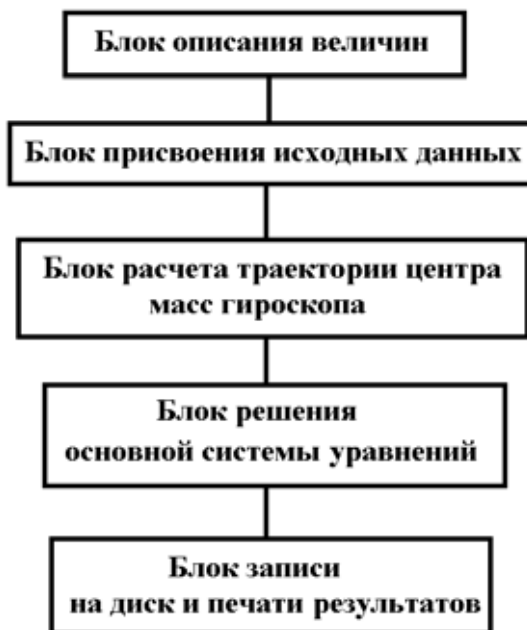 Блок описания величин
Блок присвоения исходных данных
Блок расчета траектории центра
масс гироскопа
Блок решения
основной системы уравнений
Блок записи
на диск и печати результатов